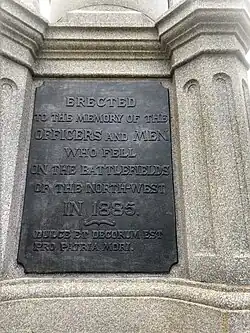 ERECTED
TO THE MEMORY OF THE
OFFICERS AND MEN
WHO FELL
ON THE BATTLEFIELDS
OF THE NORTH-WEST
IN 1885.
DULCE ET DECORUM EST
PRO PATRIA MORI.